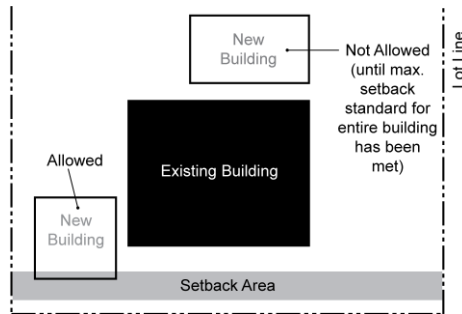 New
Building
Not Allowed
(until max.
setback
standard for
entire building
has been
met)
Lot Line
Existing Building
Allowed
New
Building
Setback Area